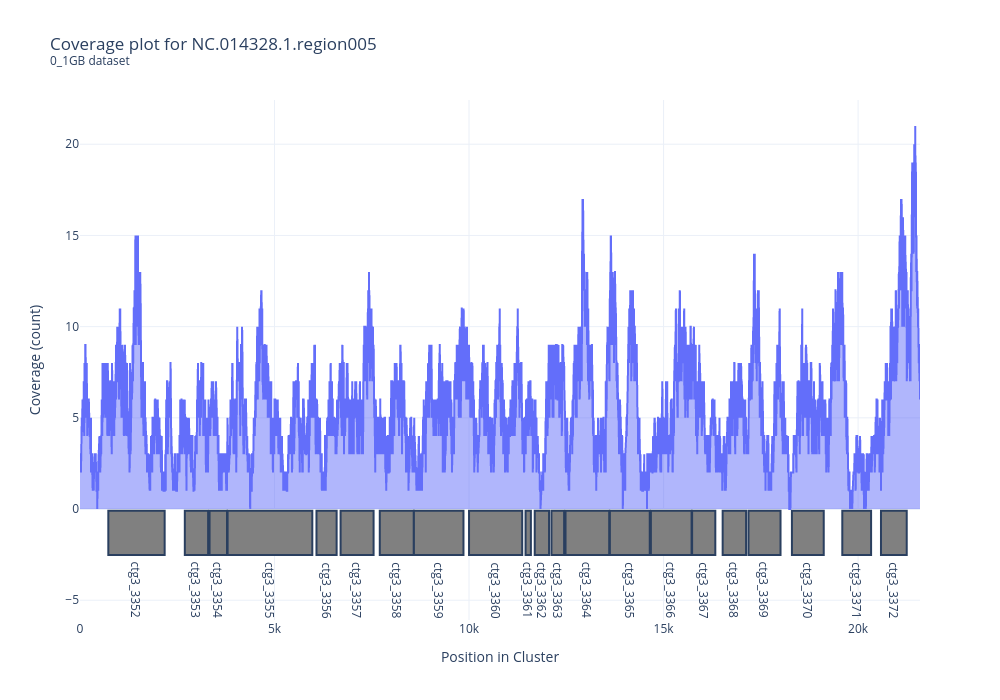 Coverage plot for NC.014328.1.region005
0_1GB dataset
Coverage (count)
20
15
10
5
0
−5
ctg3_3352
ctg3_3353
ctg3_3354
ctg3_3355
ctg3_3356
ctg3_3357
ctg3_3358
ctg3_3359
ctg3_3360
ctg3_3361
ctg3_3362
ctg3_3363
ctg3_3364
ctg3_3365
ctg3_3366
ctg3_3367
ctg3_3368
ctg3_3369
ctg3_3370
ctg3_3371
ctg3_3372
0
5k
10k
15k
20k
Position in Cluster